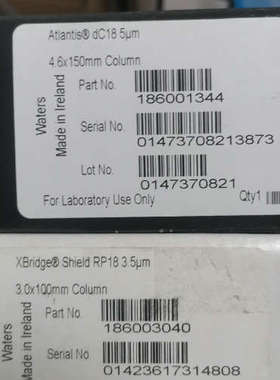 Atlantis® dC18 5µm
4.6x150mm Column
Part No.
186001344
Serial No
01473708213873
Lot No.
0147370821
For Laboratory Use Only
Qty1
Waters
Made in Ireland
XBridge® Shield RP18 3.5µm
3.0x100mm Column
Part No.
186003040
Serial No
01423617314808
Waters
Made in Ireland